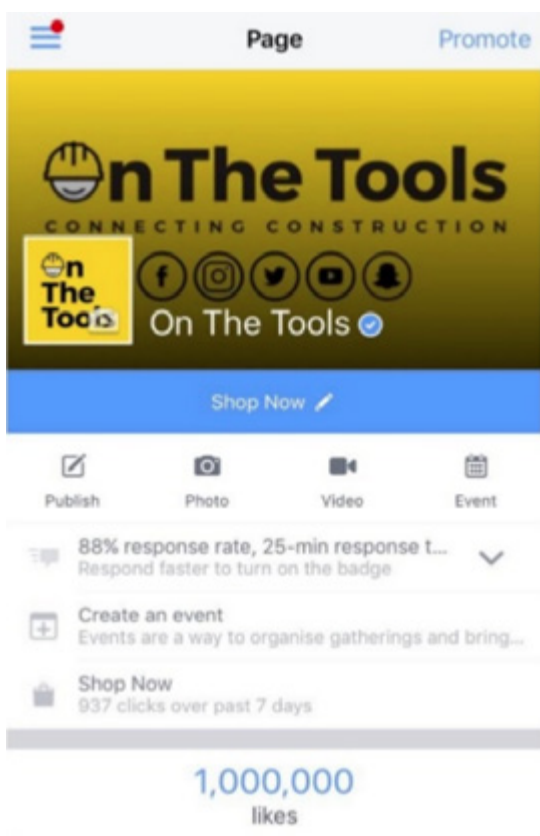 Page
Promote
On The Tools
CONNECTING CONSTRUCTION
On
The
Tools
On The Tools
Shop Now
Publish
Photo
Video
Event
88% response rate, 25-min response t...
Respond faster to turn on the badge
Create an event
Events are a way to organise gatherings and bring...
Shop Now
937 clicks over past 7 days
1,000,000
likes